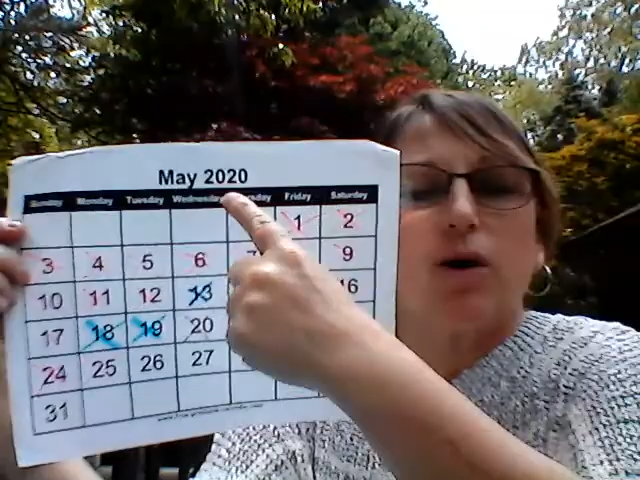 May 2020
Sunday Monday Tuesday Wednesday Friday Saturday
1 2
3 4 5 6 9
10 11 12 13 16
17 18 19 20
24 25 26 27
31